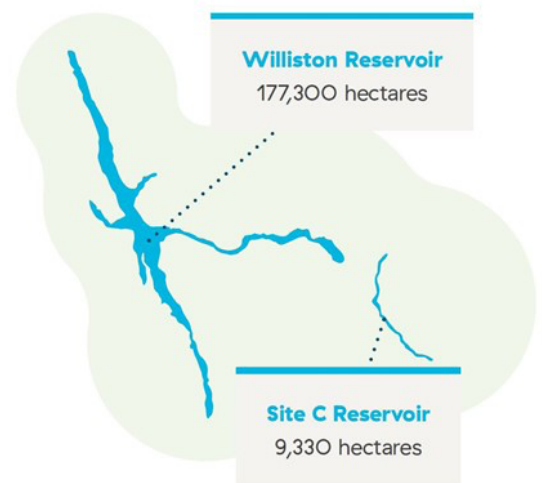 Williston Reservoir
177,300 hectares
Site C Reservoir
9,330 hectares